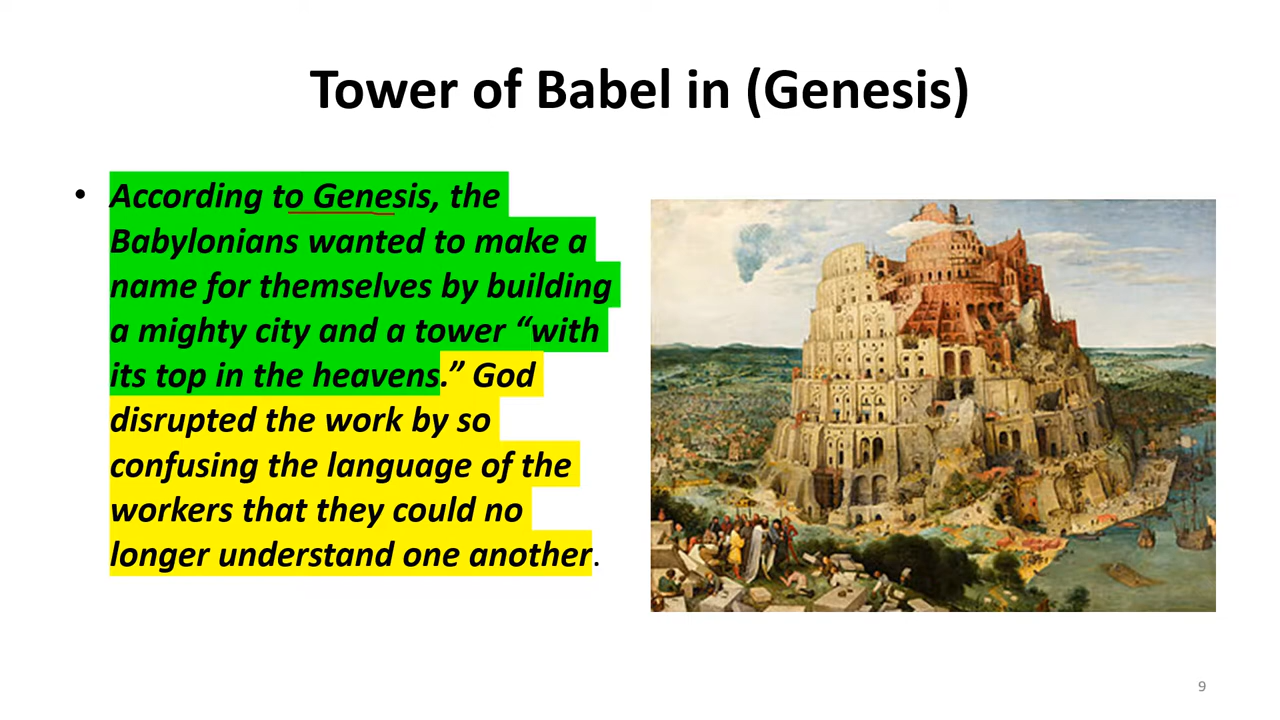 Tower of Babel in (Genesis)
• According to Genesis, the
Babylonians wanted to make a
name for themselves by building
a mighty city and a tower “with
its top in the heavens.” God
disrupted the work by so
confusing the language of the
workers that they could no
longer understand one another.
9